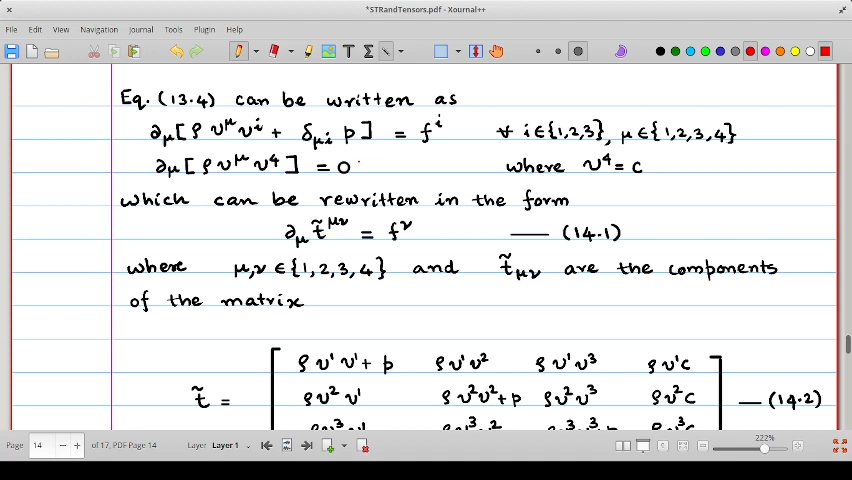 *STRandTensors.pdf - Xournal++
File Edit View Navigation Journal Tools Plugin Help
Eq. (13.4) can be written as
∂μ[ρ v^μ v^i + δ_μi p] = f^i ∀ i∈{1,2,3}, μ∈{1,2,3,4}
∂μ[ρ v^μ v^4] = 0 where v^4 = c
which can be rewritten in the form
∂_μ t̃^μν = f^ν —— (14.1)
where μ,ν ∈{1,2,3,4} and t̃_μν are the components
of the matrix
ρv¹v¹+p ρv¹v² ρv¹v³ ρv¹c
t̃ = ρv²v¹ ρv²v²+p ρv²v³ ρv²c —(14.2)
Page 14 of 17, PDF Page 14 Layer Layer 1 222%